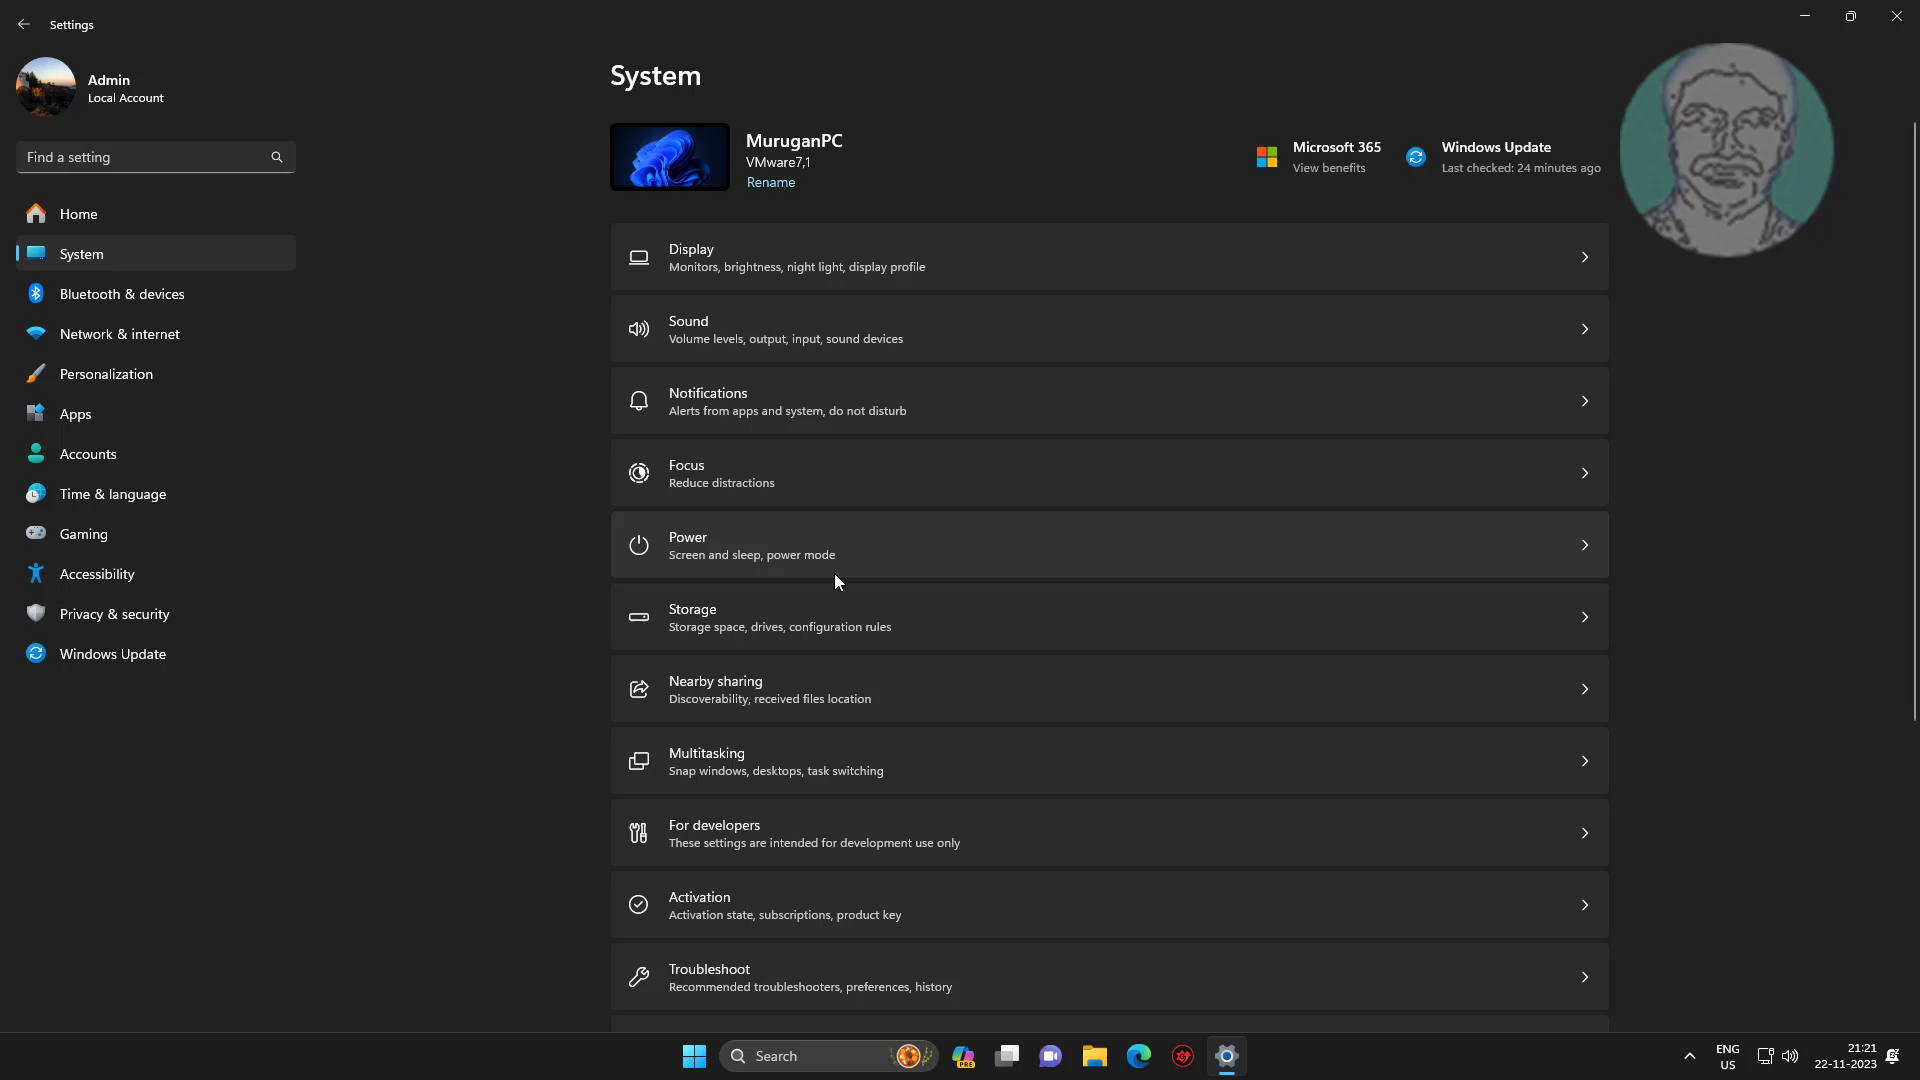 Settings
Admin
Local Account
Find a setting
Home
System
Bluetooth & devices
Network & internet
Personalization
Apps
Accounts
Time & language
Gaming
Accessibility
Privacy & security
Windows Update
System
MuruganPC
VMware7,1
Rename
Microsoft 365
View benefits
Windows Update
Last checked: 24 minutes ago
Display
Monitors, brightness, night light, display profile
Sound
Volume levels, output, input, sound devices
Notifications
Alerts from apps and system, do not disturb
Focus
Reduce distractions
Power
Screen and sleep, power mode
Storage
Storage space, drives, configuration rules
Nearby sharing
Discoverability, received files location
Multitasking
Snap windows, desktops, task switching
For developers
These settings are intended for development use only
Activation
Activation state, subscriptions, product key
Troubleshoot
Recommended troubleshooters, preferences, history
Search
PRE
ENG
US
21:21
22-11-2023